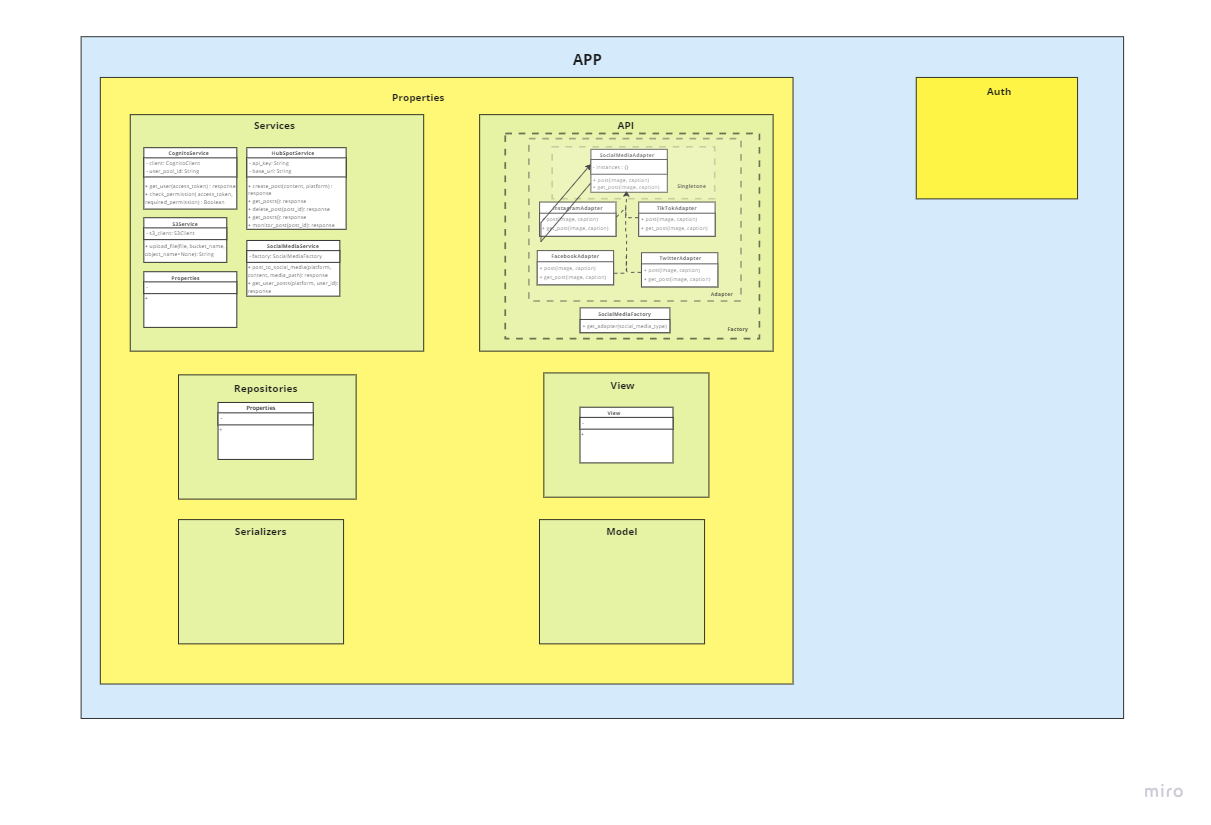 APP
Properties
Auth
Services
CognitoService
- client: CognitoClient
- user_pool_id: String
+ get_user(access_token) : response
+ check_permission( access_token,
required_permission) : Boolean
HubSpotService
- api_key: String
- base_url: String
+ create_post(content, platform) :
response
+ get_posts(): response
+ delete_post(post_id): response
+ get_posts(): response
+ monitor_post(post_id): response
S3Service
- s3_client: S3Client
+ upload_file(file, bucket_name,
object_name=None): String
SocialMediaService
- factory: SocialMediaFactory
+ post_to_social_media(platform,
content, media_path): response
+ get_user_posts(platform, user_id):
response
Properties
-
+
API
SocialMediaAdapter
- instances : {}
+ post(image, caption)
+ get_post(image, caption)
Singletone
InstagramAdapter
+ post(image, caption)
+ get_post(image, caption)
TikTokAdapter
+ post(image, caption)
+ get_post(image, caption)
FacebookAdapter
+ post(image, caption)
+ get_post(image, caption)
TwitterAdapter
+ post(image, caption)
+ get_post(image, caption)
Adapter
SocialMediaFactory
+ get_adapter(social_media_type)
Factory
Repositories
Properties
-
+
View
View
-
+
Serializers
Model
miro